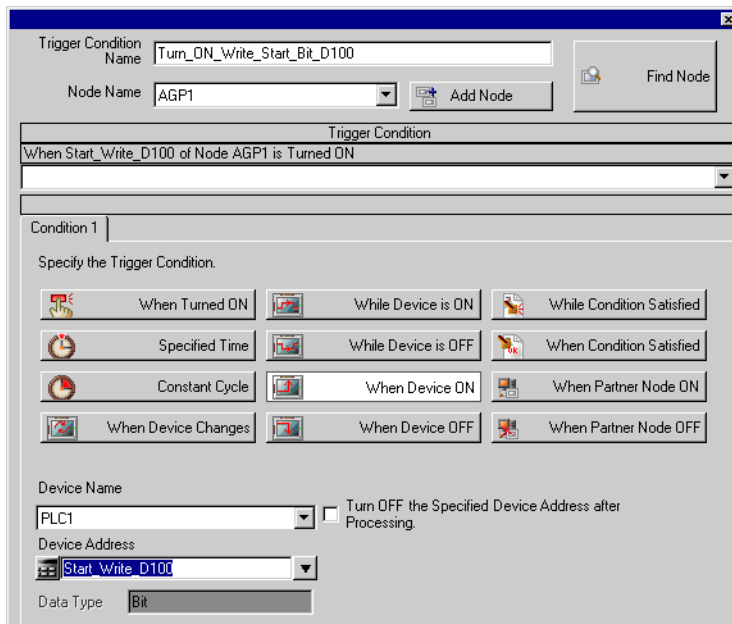 Trigger Condition
Name
Turn_ON_Write_Start_Bit_D100
Node Name
AGP1
Add Node
Find Node
Trigger Condition
When Start_Write_D100 of Node AGP1 is Turned ON
Condition 1
Specify the Trigger Condition.
When Turned ON
While Device is ON
While Condition Satisfied
Specified Time
While Device is OFF
When Condition Satisfied
Constant Cycle
When Device ON
When Partner Node ON
When Device Changes
When Device OFF
When Partner Node OFF
Device Name
PLC1
Turn OFF the Specified Device Address after
Processing.
Device Address
Start_Write_D100
Data Type
Bit